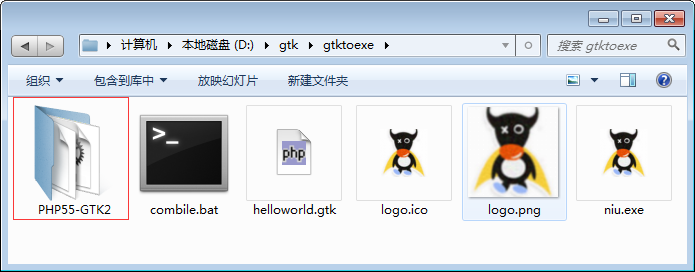 计算机 本地磁盘 (D:) gtk gtktoexe 搜索 gtktoexe
组织 包含到库中 放映幻灯片 新建文件夹
>_ php
PHP55-GTK2 combile.bat helloworld.gtk logo.ico logo.png niu.exe